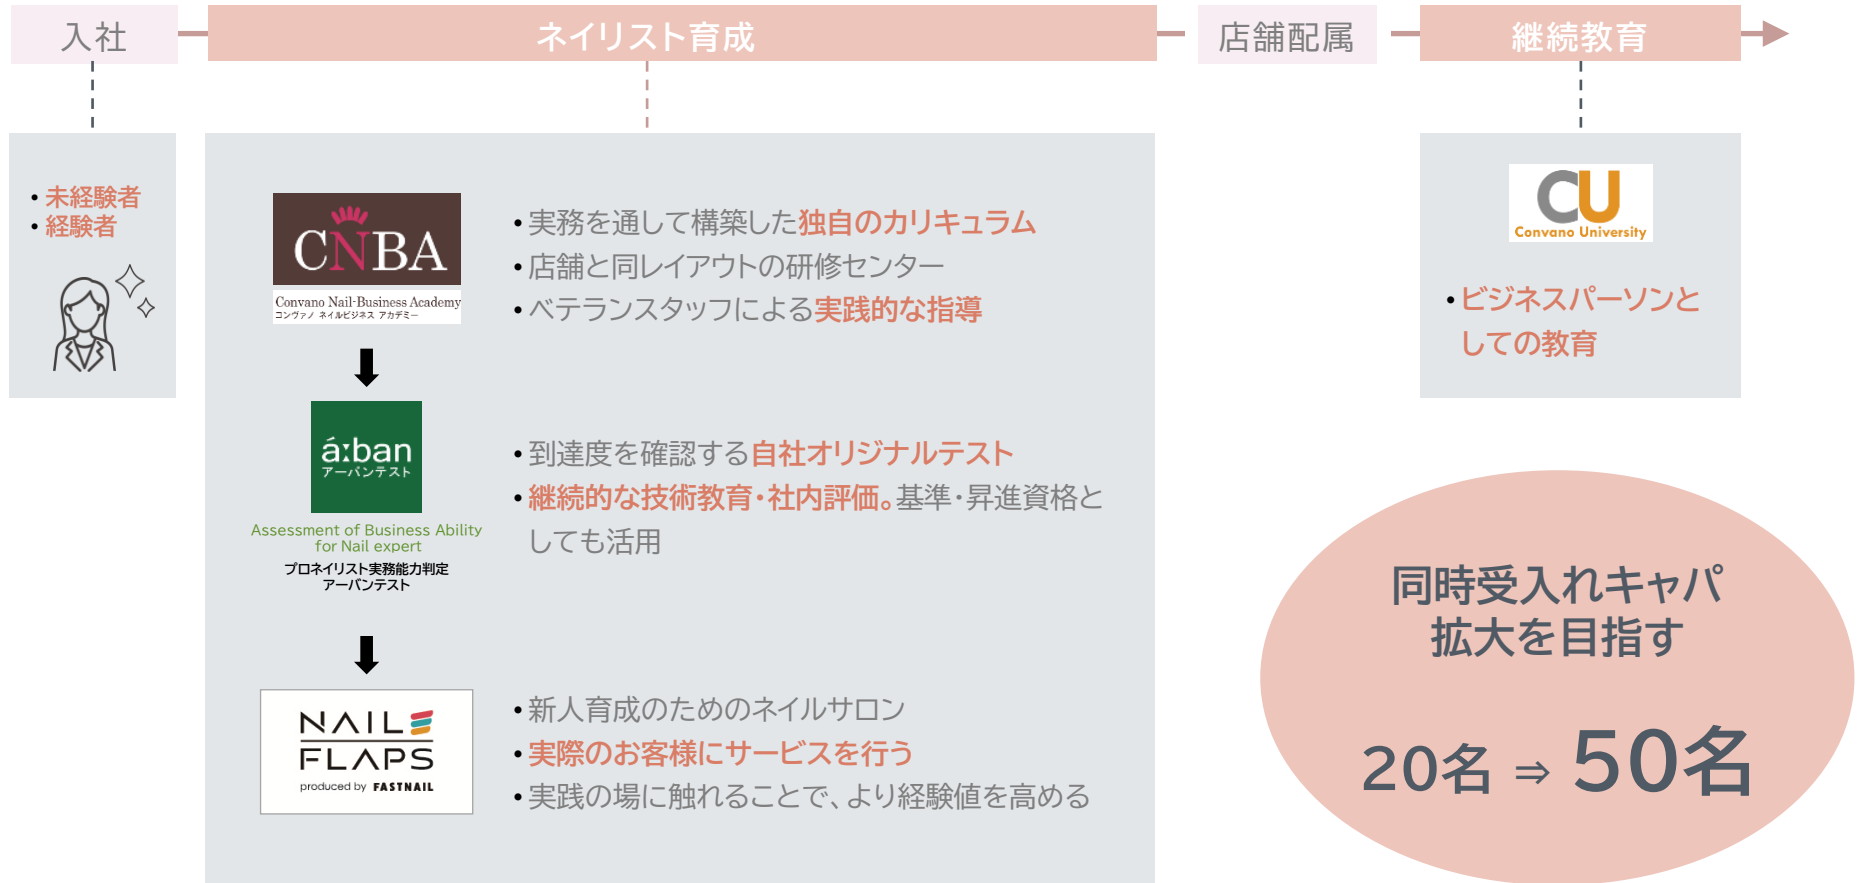 入社
ネイリスト育成
店舗配属
継続教育
・未経験者
・経験者
CNBA
Convano Nail-Business Academy
コンヴァノ ネイルビジネス アカデミー
・実務を通して構築した独自のカリキュラム
・店舗と同レイアウトの研修センター
・ベテランスタッフによる実践的な指導
á:ban
アーバンテスト
Assessment of Business Ability
for Nail expert
プロネイリスト実務能力判定
アーバンテスト
・到達度を確認する自社オリジナルテスト
・継続的な技術教育・社内評価。基準・昇進資格と
しても活用
NAIL
FLAPS
produced by FASTNAIL
・新人育成のためのネイルサロン
・実際のお客様にサービスを行う
・実践の場に触れることで、より経験値を高める
CU
Convano University
・ビジネスパーソンと
しての教育
同時受入れキャパ
拡大を目指す
20名 ⇒ 50名